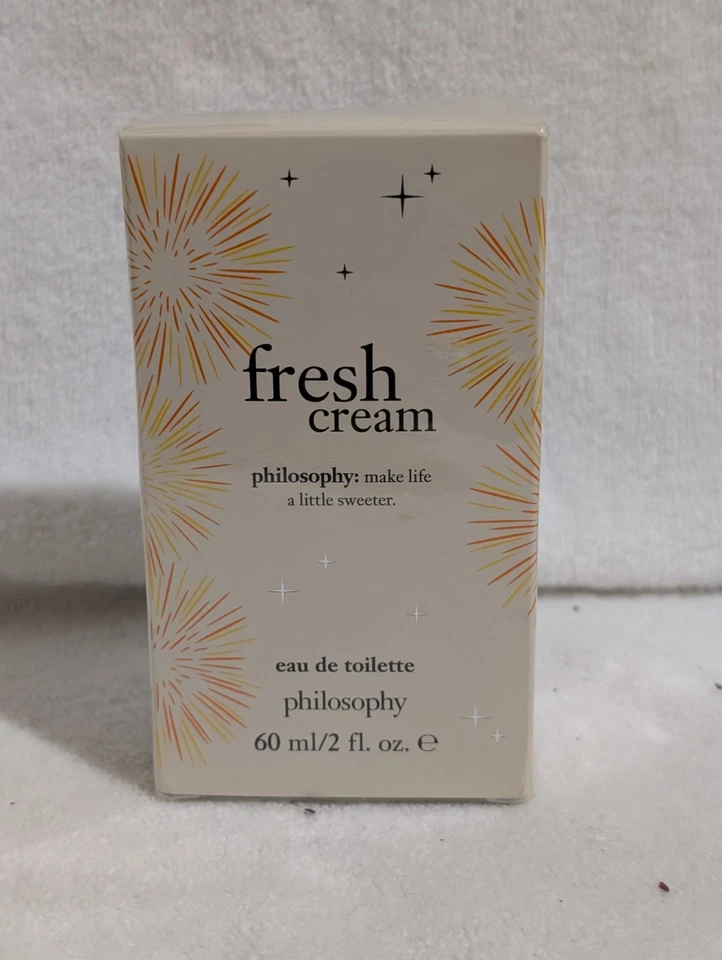 fresh
cream
philosophy: make life
a little sweeter.
eau de toilette
philosophy
60 ml/2 fl. oz. ℮